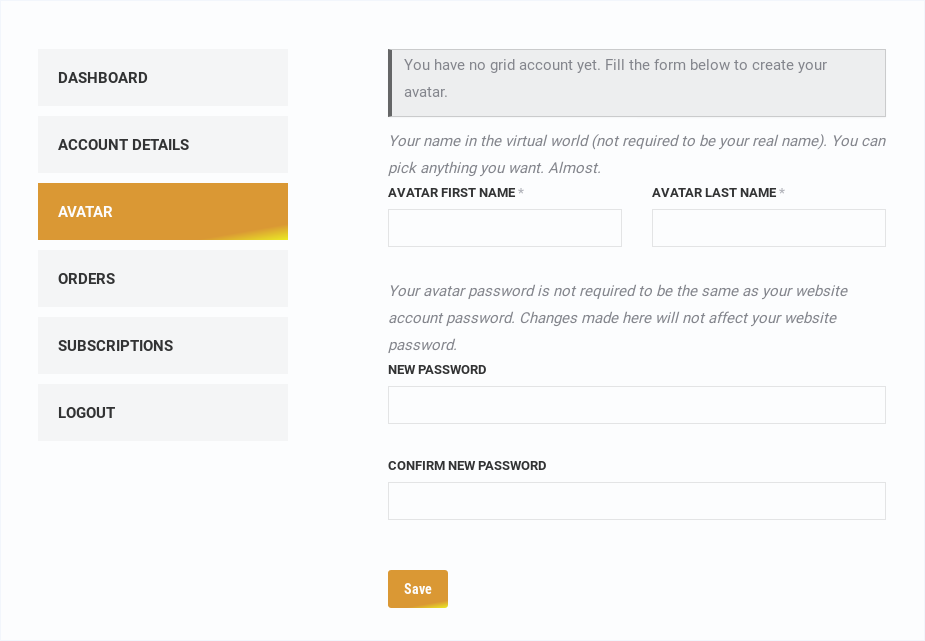 DASHBOARD
ACCOUNT DETAILS
AVATAR
ORDERS
SUBSCRIPTIONS
LOGOUT
You have no grid account yet. Fill the form below to create your
avatar.
Your name in the virtual world (not required to be your real name). You can
pick anything you want. Almost.
AVATAR FIRST NAME * AVATAR LAST NAME *
Your avatar password is not required to be the same as your website
account password. Changes made here will not affect your website
password.
NEW PASSWORD
CONFIRM NEW PASSWORD
Save